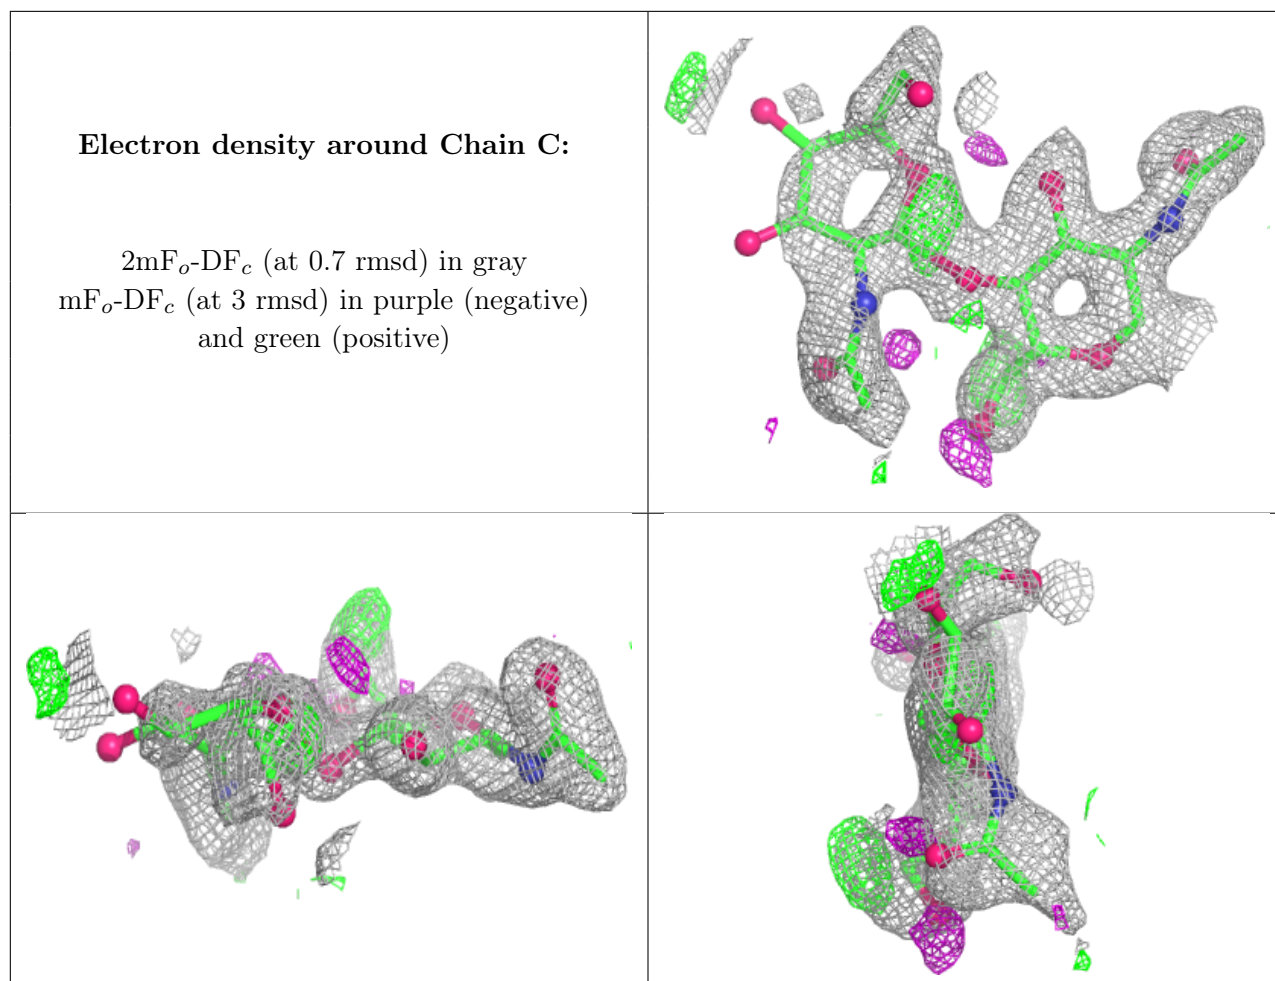 Electron density around Chain C:
2mFo-DFc (at 0.7 rmsd) in gray
mFo-DFc (at 3 rmsd) in purple (negative)
and green (positive)